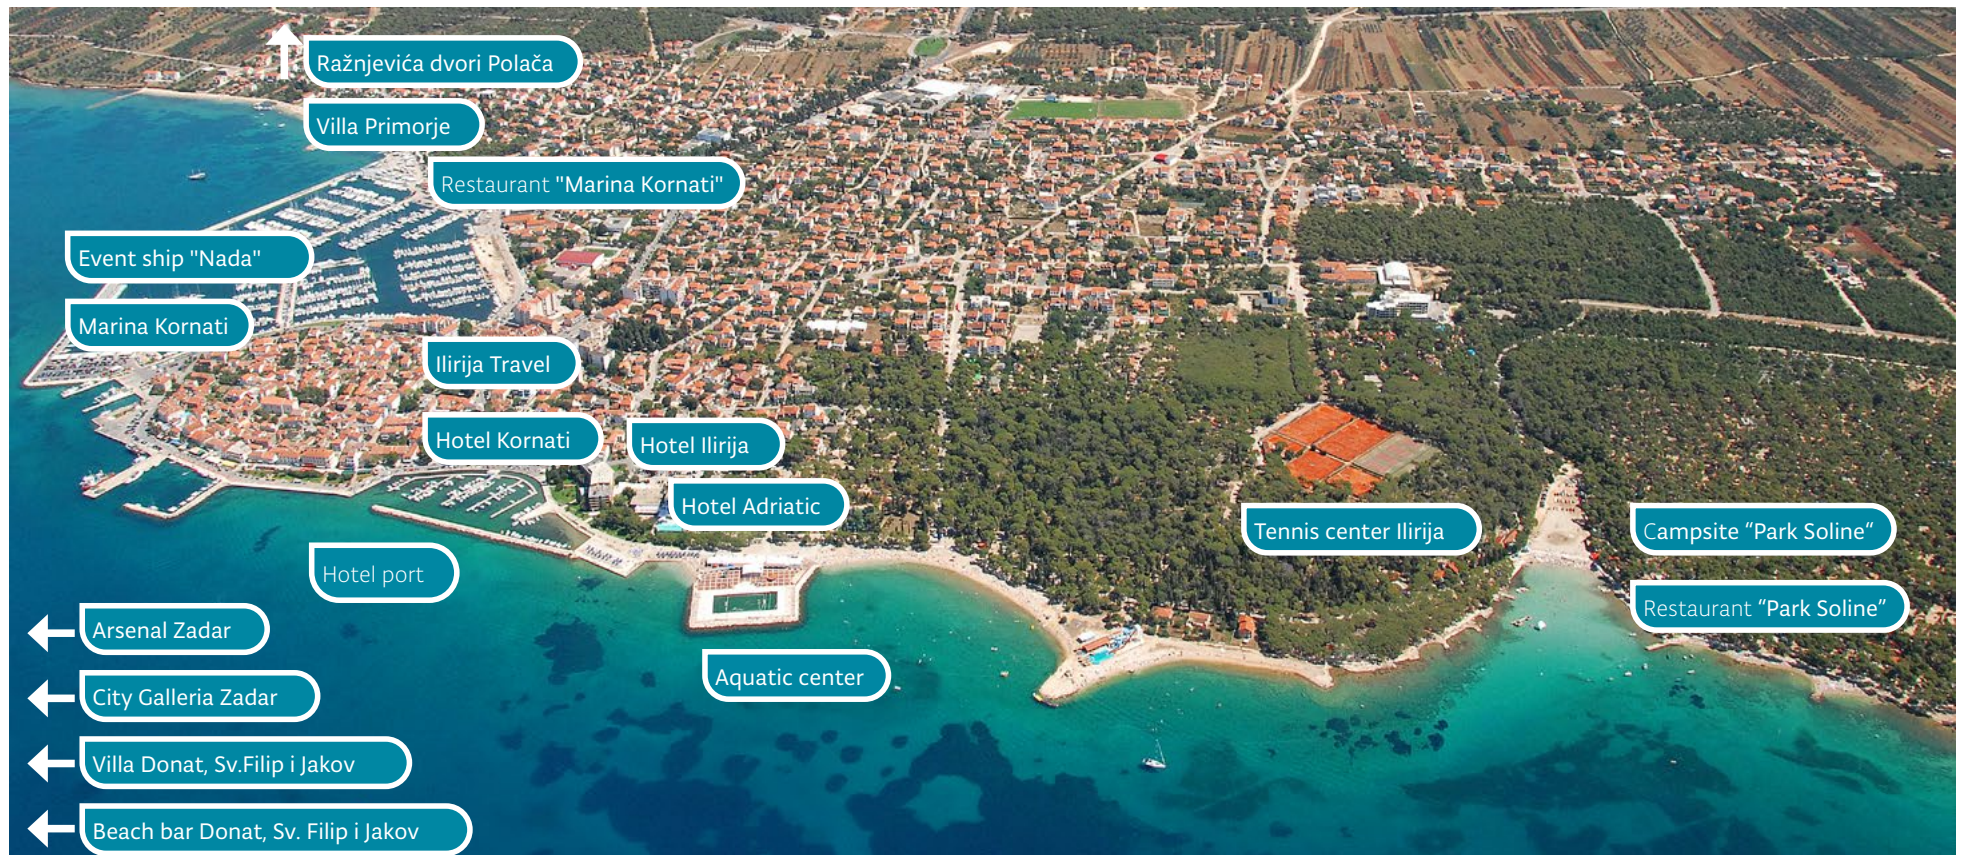 Ražnjevića dvori Polača
Villa Primorje
Restaurant "Marina Kornati"
Event ship "Nada"
Marina Kornati
Ilirija Travel
Hotel Kornati
Hotel Ilirija
Hotel Adriatic
Tennis center Ilirija
Campsite “Park Soline“
Hotel port
Restaurant “Park Soline”
Arsenal Zadar
Aquatic center
City Galleria Zadar
Villa Donat, Sv.Filip i Jakov
Beach bar Donat, Sv. Filip i Jakov